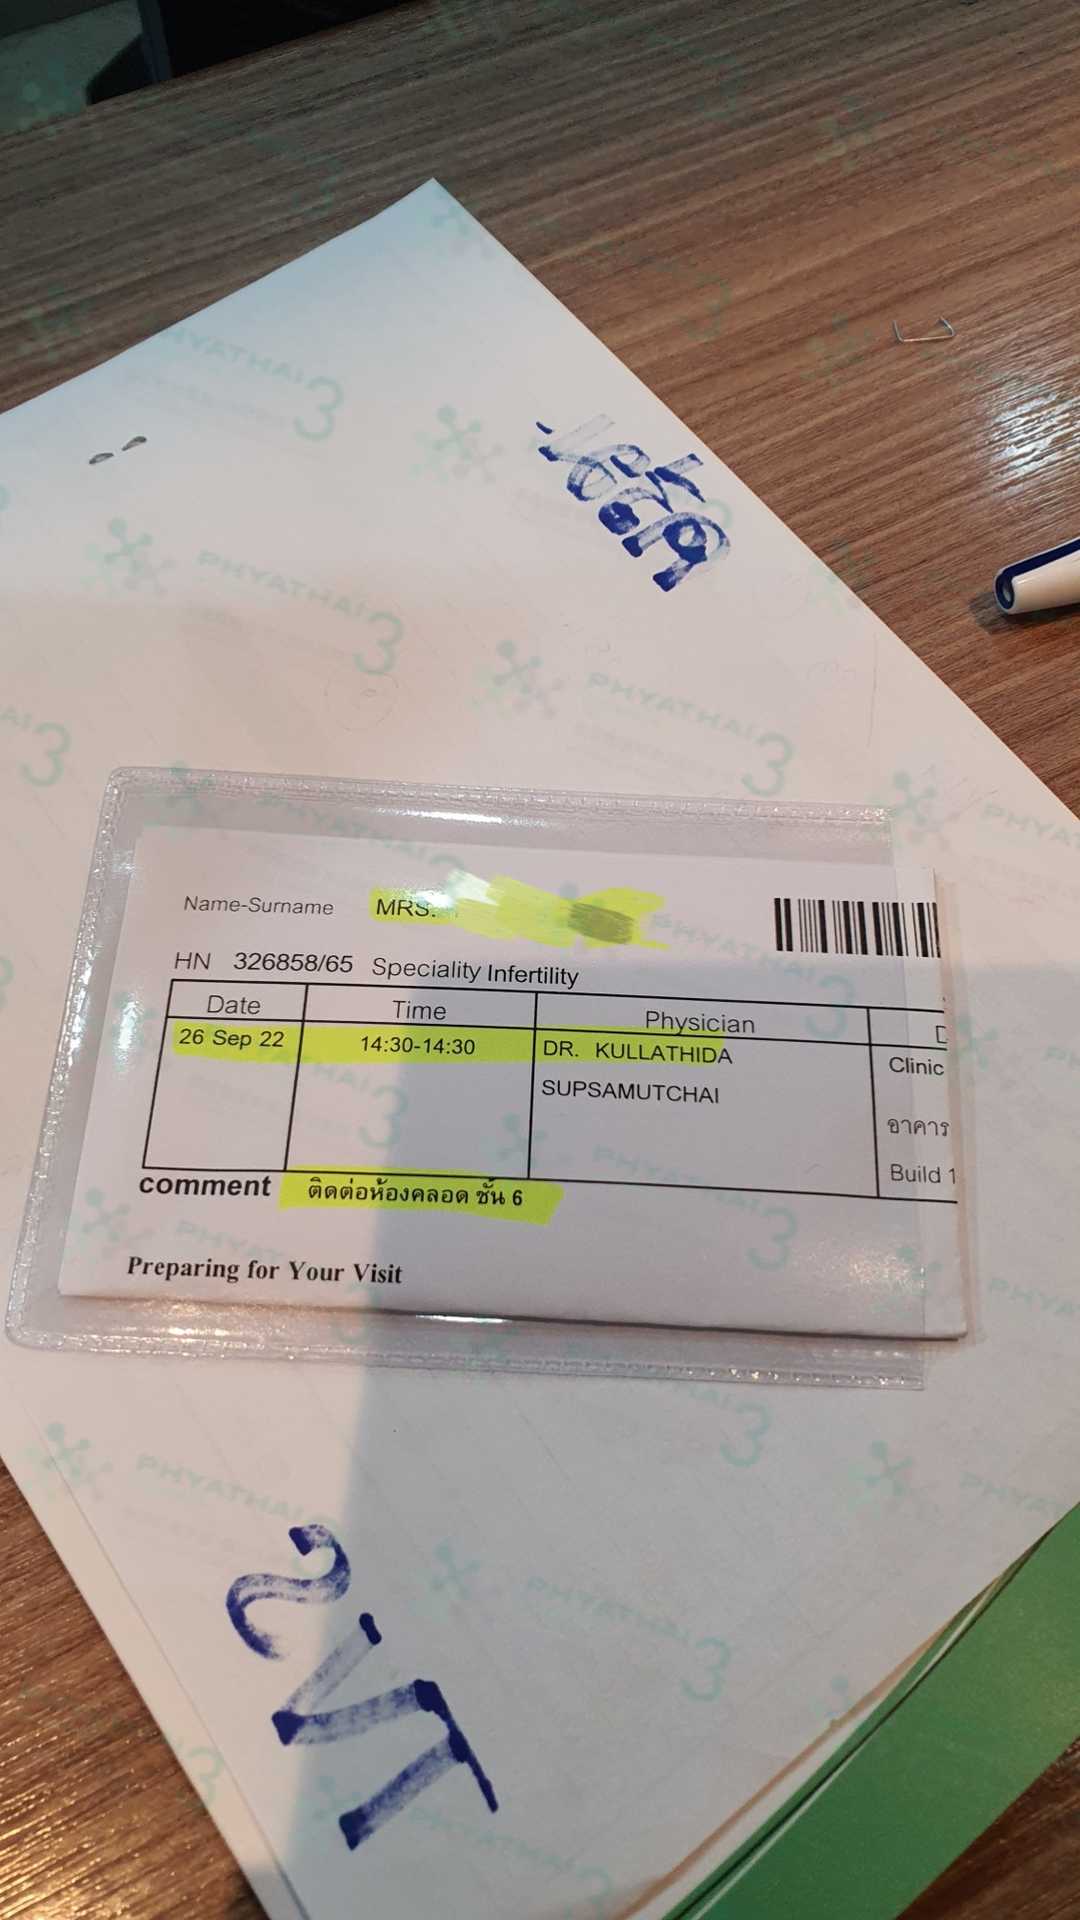 PHYATHAI 3
Name-Surname MRS.
HN 326858/65 Speciality Infertility
Date Time Physician
26 Sep 22 14:30-14:30 DR. KULLATHIDA Clinic
SUPSAMUTCHAI
อาคาร
Build 1
comment ติดต่อห้องคลอด ชั้น 6
Preparing for Your Visit